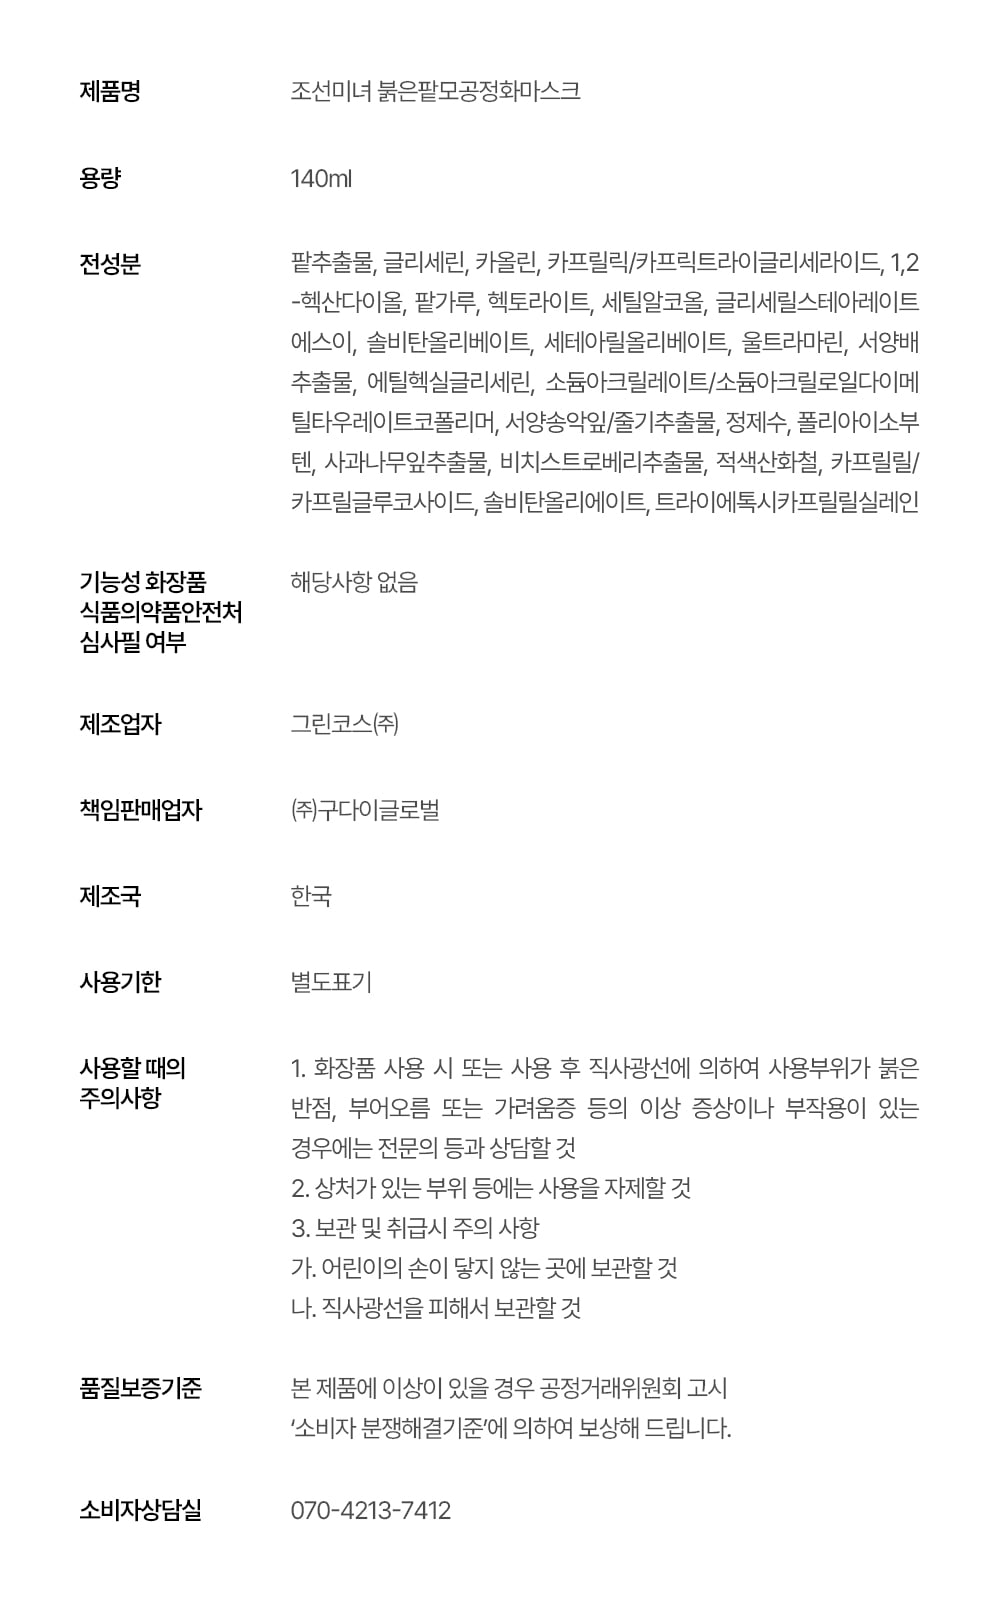 제품명
조선미녀 붉은팥모공정화마스크
용량
140ml
전성분
팥추출물, 글리세린, 카올린, 카프릴릭/카프릭트라이글리세라이드, 1,2
-헥산다이올, 팥가루, 헥토라이트, 세틸알코올, 글리세릴스테아레이트
에스이, 솔비탄올리베이트, 세테아릴올리베이트, 울트라마린, 서양배
추출물, 에틸헥실글리세린, 소듐아크릴레이트/소듐아크릴로일다이메
틸타우레이트코폴리머, 서양송악잎/줄기추출물, 정제수, 폴리아이소부
텐, 사과나무잎추출물, 비치스트로베리추출물, 적색산화철, 카프릴릴/
카프릴글루코사이드, 솔비탄올리에이트, 트라이에톡시카프릴릴실레인
기능성 화장품
식품의약품안전처
심사필 여부
해당사항 없음
제조업자
그린코스㈜
책임판매업자
㈜구다이글로벌
제조국
한국
사용기한
별도표기
사용할 때의
주의사항
1. 화장품 사용 시 또는 사용 후 직사광선에 의하여 사용부위가 붉은
반점, 부어오름 또는 가려움증 등의 이상 증상이나 부작용이 있는
경우에는 전문의 등과 상담할 것
2. 상처가 있는 부위 등에는 사용을 자제할 것
3. 보관 및 취급시 주의 사항
가. 어린이의 손이 닿지 않는 곳에 보관할 것
나. 직사광선을 피해서 보관할 것
품질보증기준
본 제품에 이상이 있을 경우 공정거래위원회 고시
‘소비자 분쟁해결기준’에 의하여 보상해 드립니다.
소비자상담실
070-4213-7412